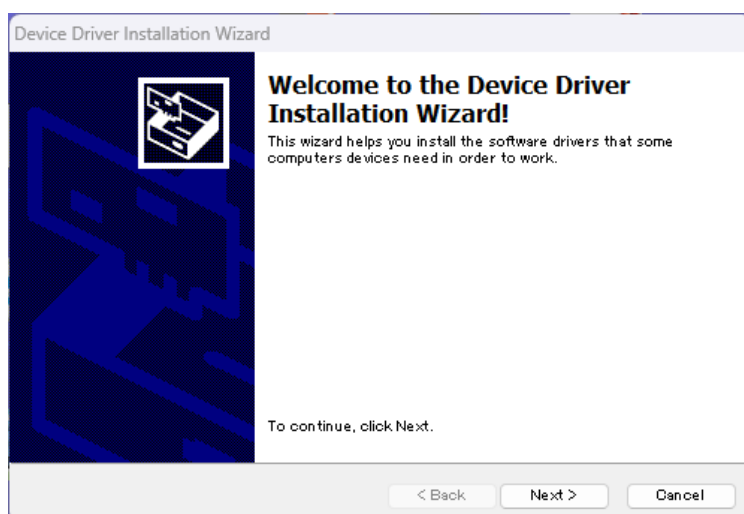 Device Driver Installation Wizard
Welcome to the Device Driver
Installation Wizard!
This wizard helps you install the software drivers that some
computers devices need in order to work.
To continue, click Next.
< Back
Next >
Cancel